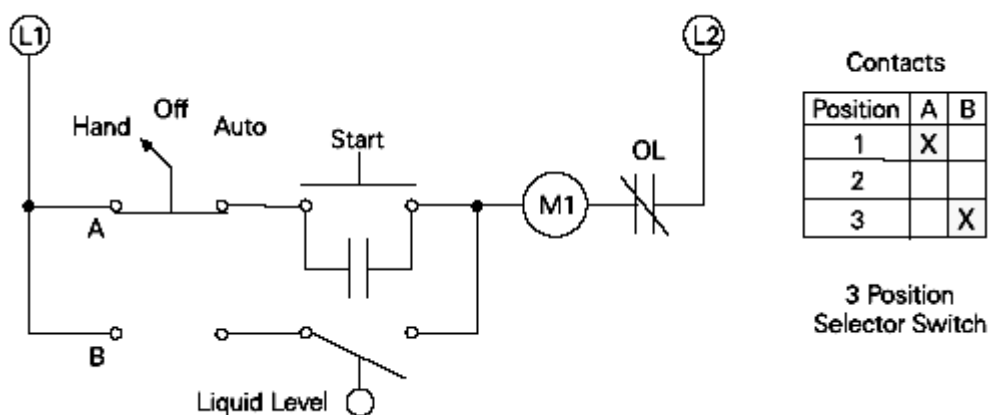 L1
L2
Contacts
Off
Hand
Auto
Start
OL
Position A B
1 X
2
3 X
A
M1
B
3 Position
Selector Switch
Liquid Level